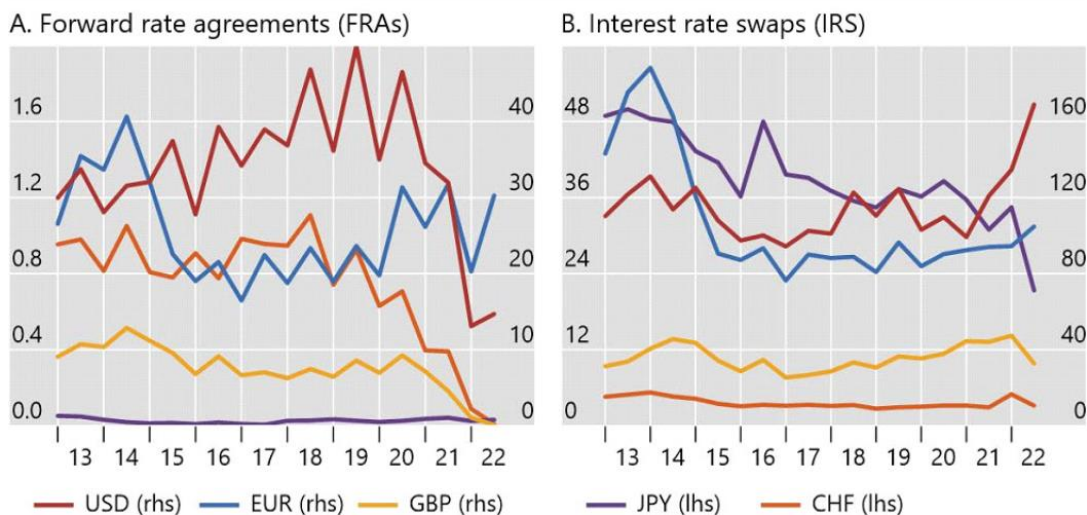 A. Forward rate agreements (FRAs)
B. Interest rate swaps (IRS)
1.6 40 48 160
1.2 30 36 120
0.8 20 24 80
0.4 10 12 40
0.0 0 0 0
13 14 15 16 17 18 19 20 21 22
13 14 15 16 17 18 19 20 21 22
USD (rhs) EUR (rhs) GBP (rhs) JPY (lhs) CHF (lhs)